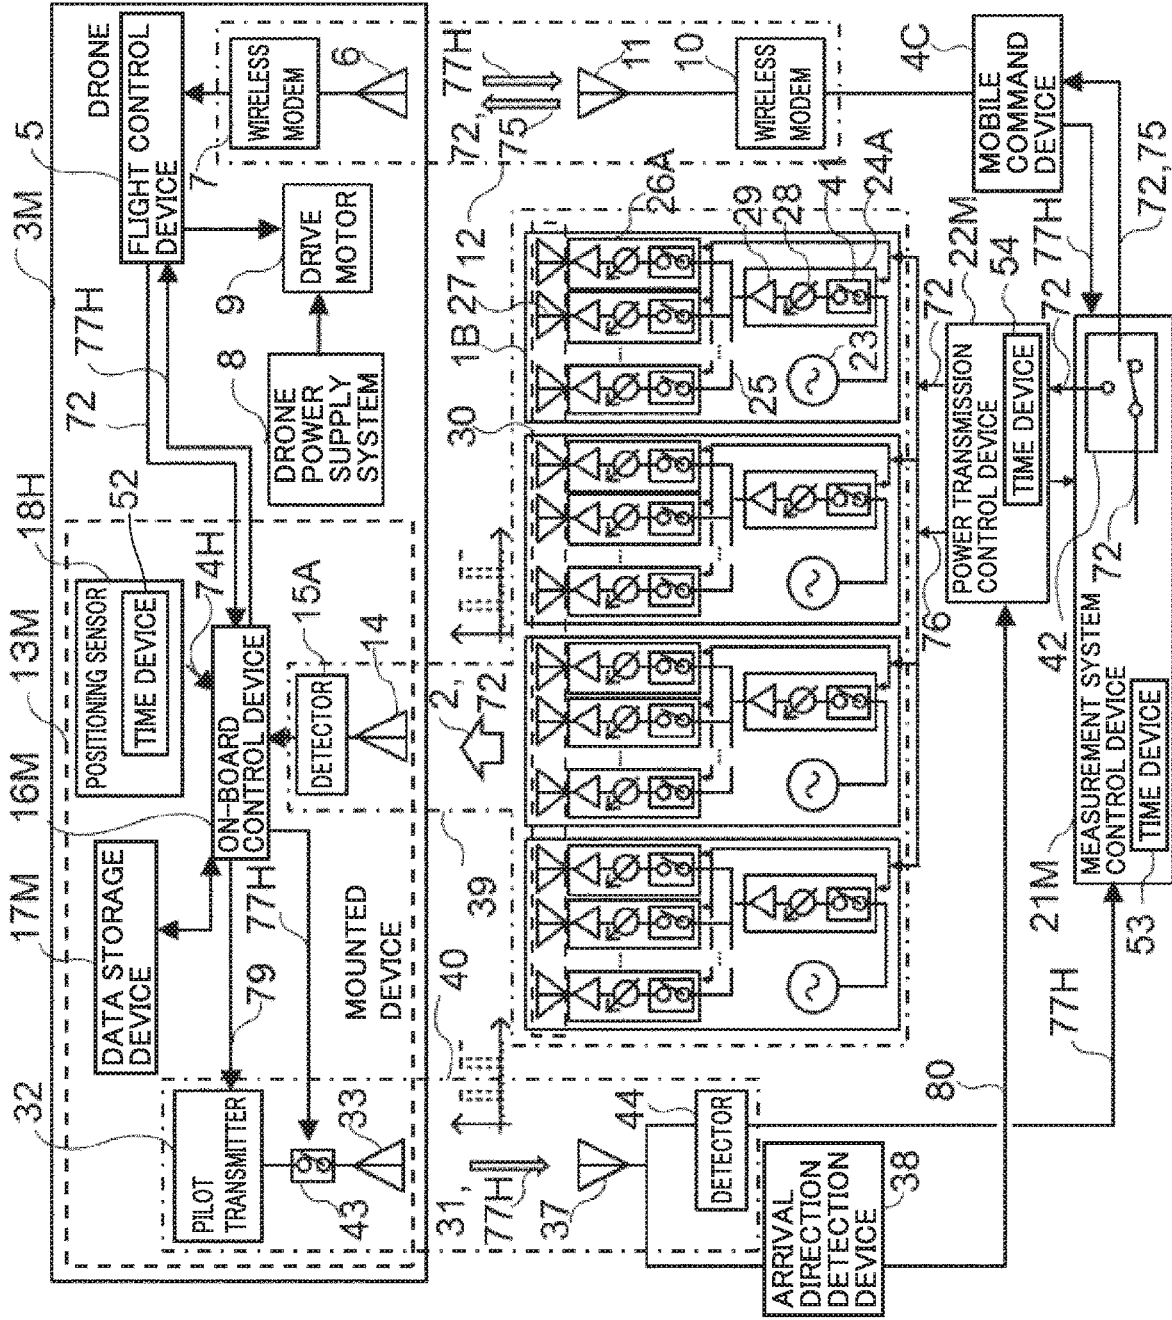 32
17M
16M
13M
18H
52
3M
5
77H
72
DRONE
FLIGHT CONTROL
DEVICE
POSITIONING SENSOR
TIME DEVICE
74H
DATA STORAGE
DEVICE
ON-BOARD
CONTROL DEVICE
77H
79
PILOT
TRANSMITTER
43
33
MOUNTED
DEVICE
DETECTOR
15A
14
8
DRONE
POWER
SUPPLY
SYSTEM
9
DRIVE
MOTOR
7
WIRELESS
MODEM
6
31,
77H
40
39
2,
72
30
1B
27
12
72,
75
77H
11
10
WIRELESS
MODEM
37
44
DETECTOR
26A
29
28
41
24A
23
25
ARRIVAL
DIRECTION
DETECTION
DEVICE
38
80
77H
76
72
POWER TRANSMISSION
CONTROL DEVICE
TIME DEVICE
22M
54
72
77H
4C
MOBILE
COMMAND
DEVICE
21M
MEASUREMENT SYSTEM
CONTROL DEVICE
TIME DEVICE
53
42
72
72,75